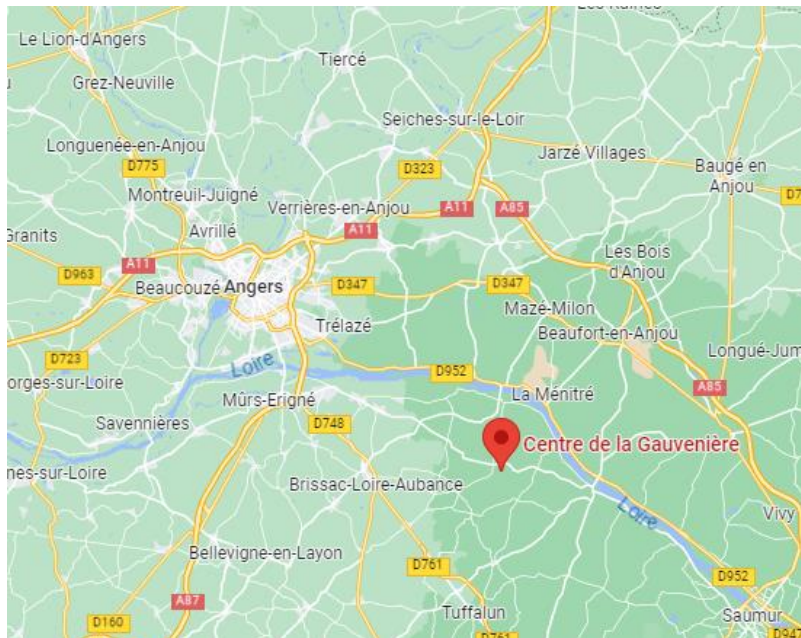 Le Lion-d'Angers
Tiercé
Grez-Neuville
Seiches-sur-le-Loir
Longuenée-en-Anjou
Jarzé Villages
D775
D323
Baugé en
Anjou
Montreuil-Juigné
Verrières-en-Anjou
A11
A85
Avrillé
A11
Granits
A11
Les Bois
d'Anjou
D963
Beaucouzé
Angers
D347
D347
Mazé-Milon
Trélazé
Beaufort-en-Anjou
D723
Loire
D952
Longué-Jum
orges-sur-Loire
A85
La Ménitré
Mûrs-Erigné
Savennières
D748
Centre de la Gauvenière
nes-sur-Loire
Brissac-Loire-Aubance
Loire
Vivy
Bellevigne-en-Layon
D761
D952
A87
Tuffalun
D160
Saumur
D761
D947